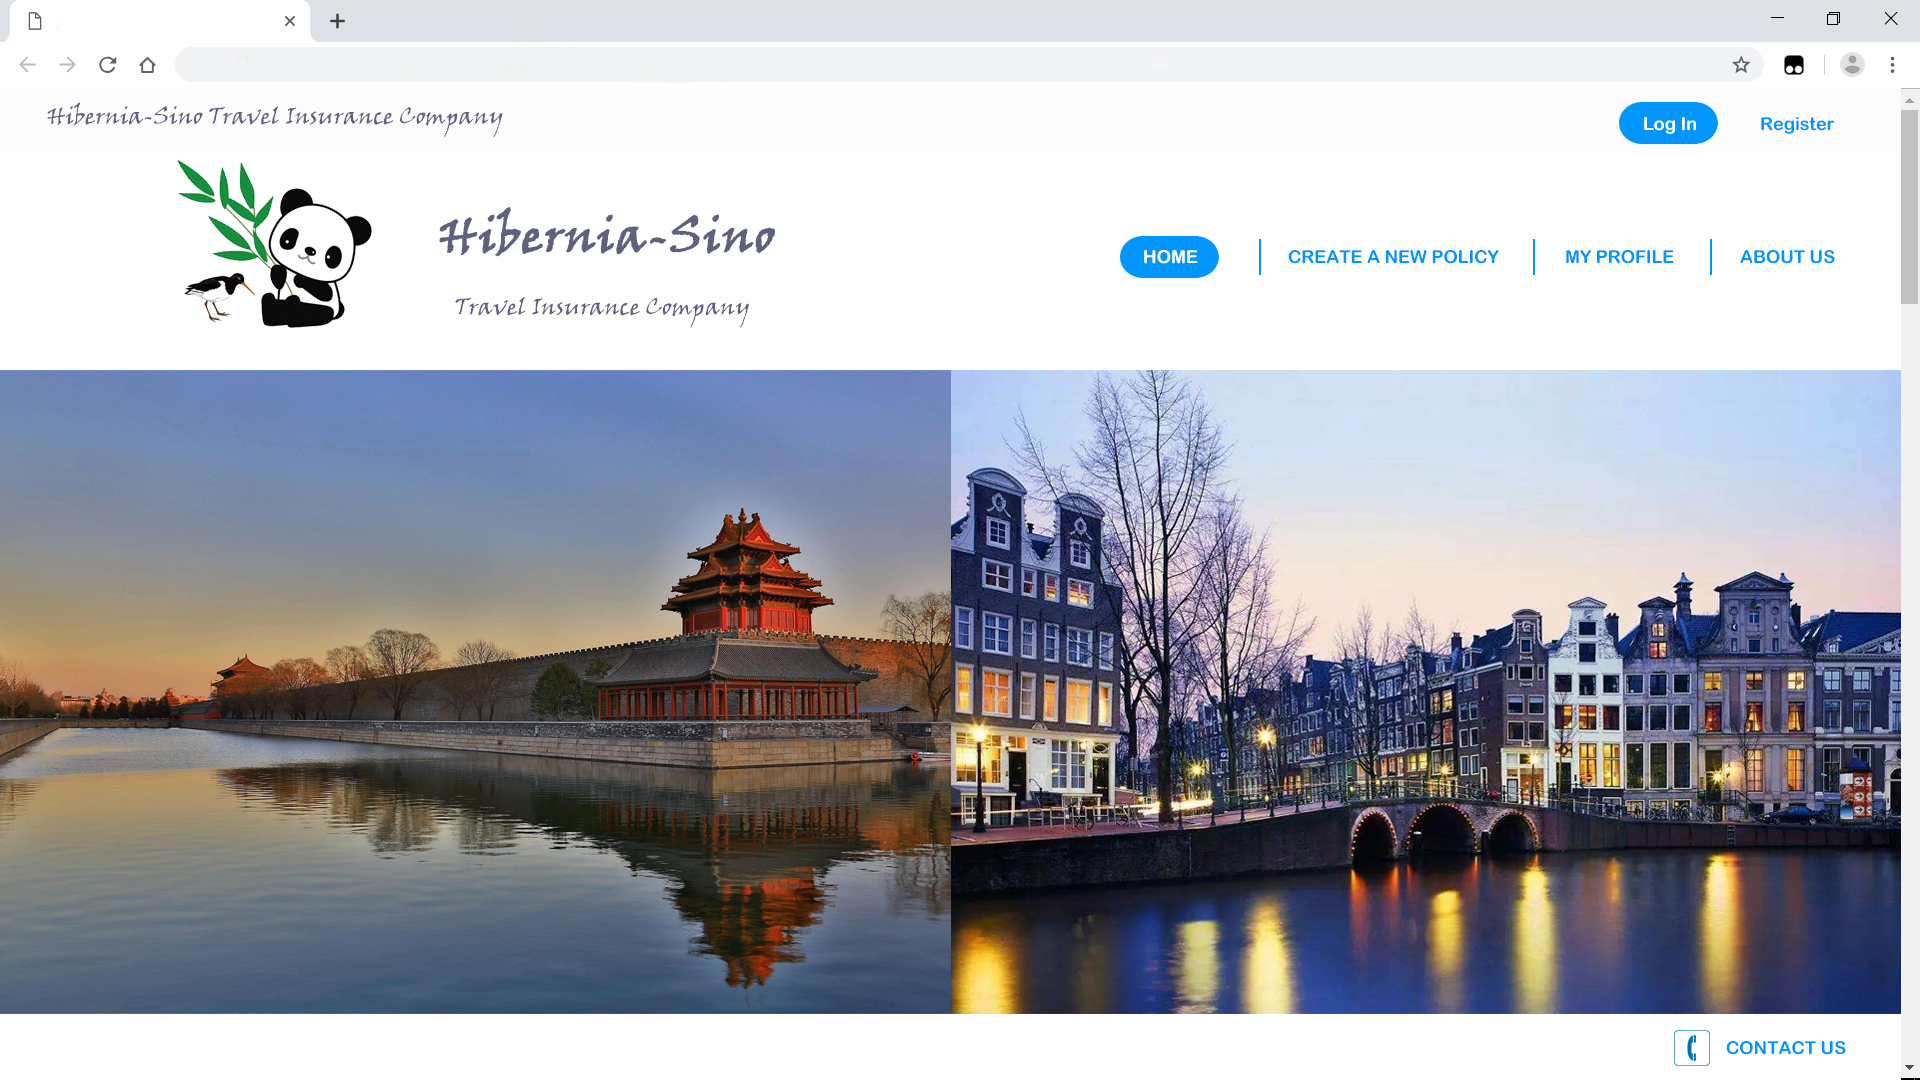 Hibernia-Sino Travel Insurance Company
Log In
Register
Hibernia-Sino
Travel Insurance Company
HOME
CREATE A NEW POLICY
MY PROFILE
ABOUT US
CONTACT US